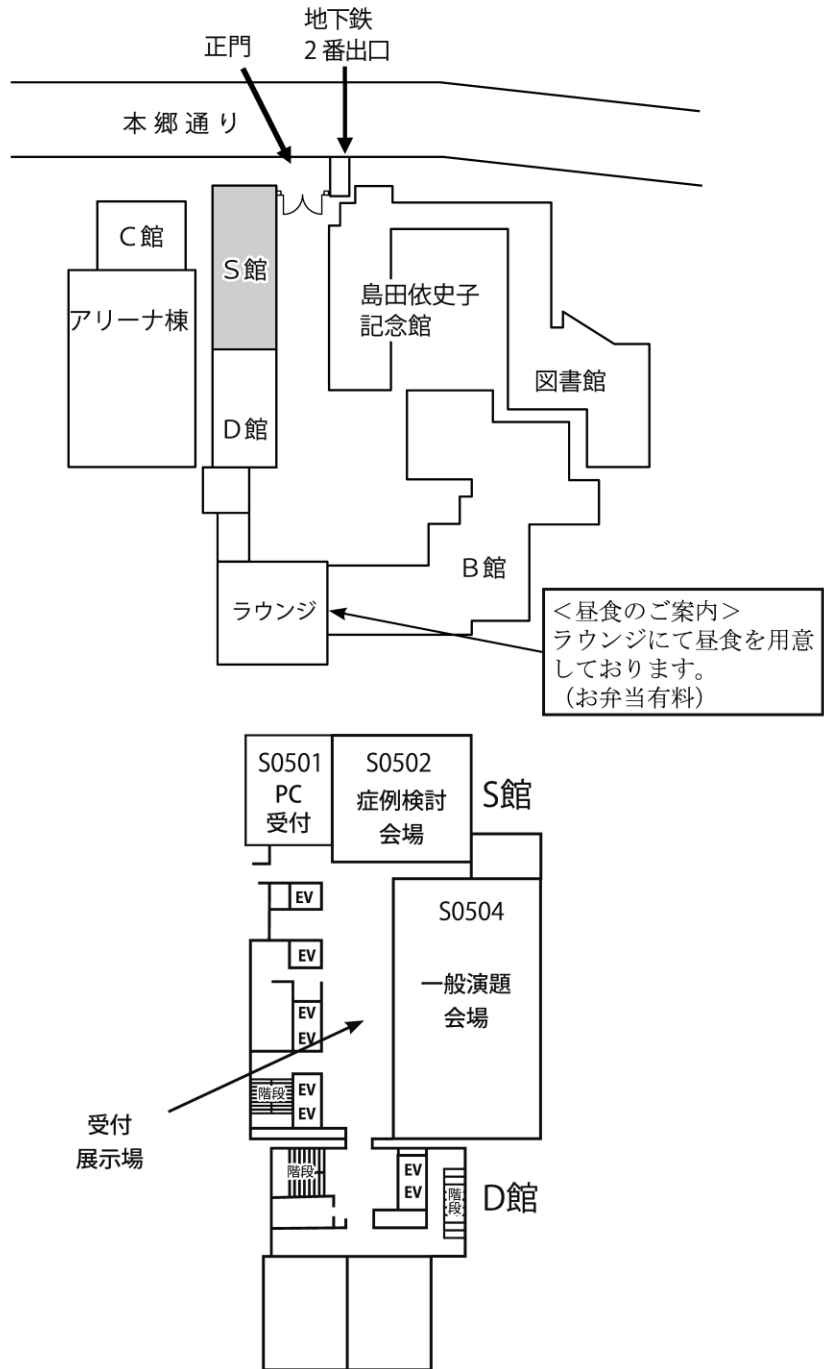 地下鉄
2番出口
正門
本郷通り
C館
S館
島田依史子
記念館
アリーナ棟
図書館
D館
B館
ラウンジ
＜昼食のご案内＞
ラウンジにて昼食を用意
しております。
（お弁当有料）
S0501
PC
受付
S0502
症例検討
会場
S館
EV
S0504
EV
一般演題
会場
EV
EV
階段
EV
EV
受付
展示場
階段
EV
EV
階段
D館